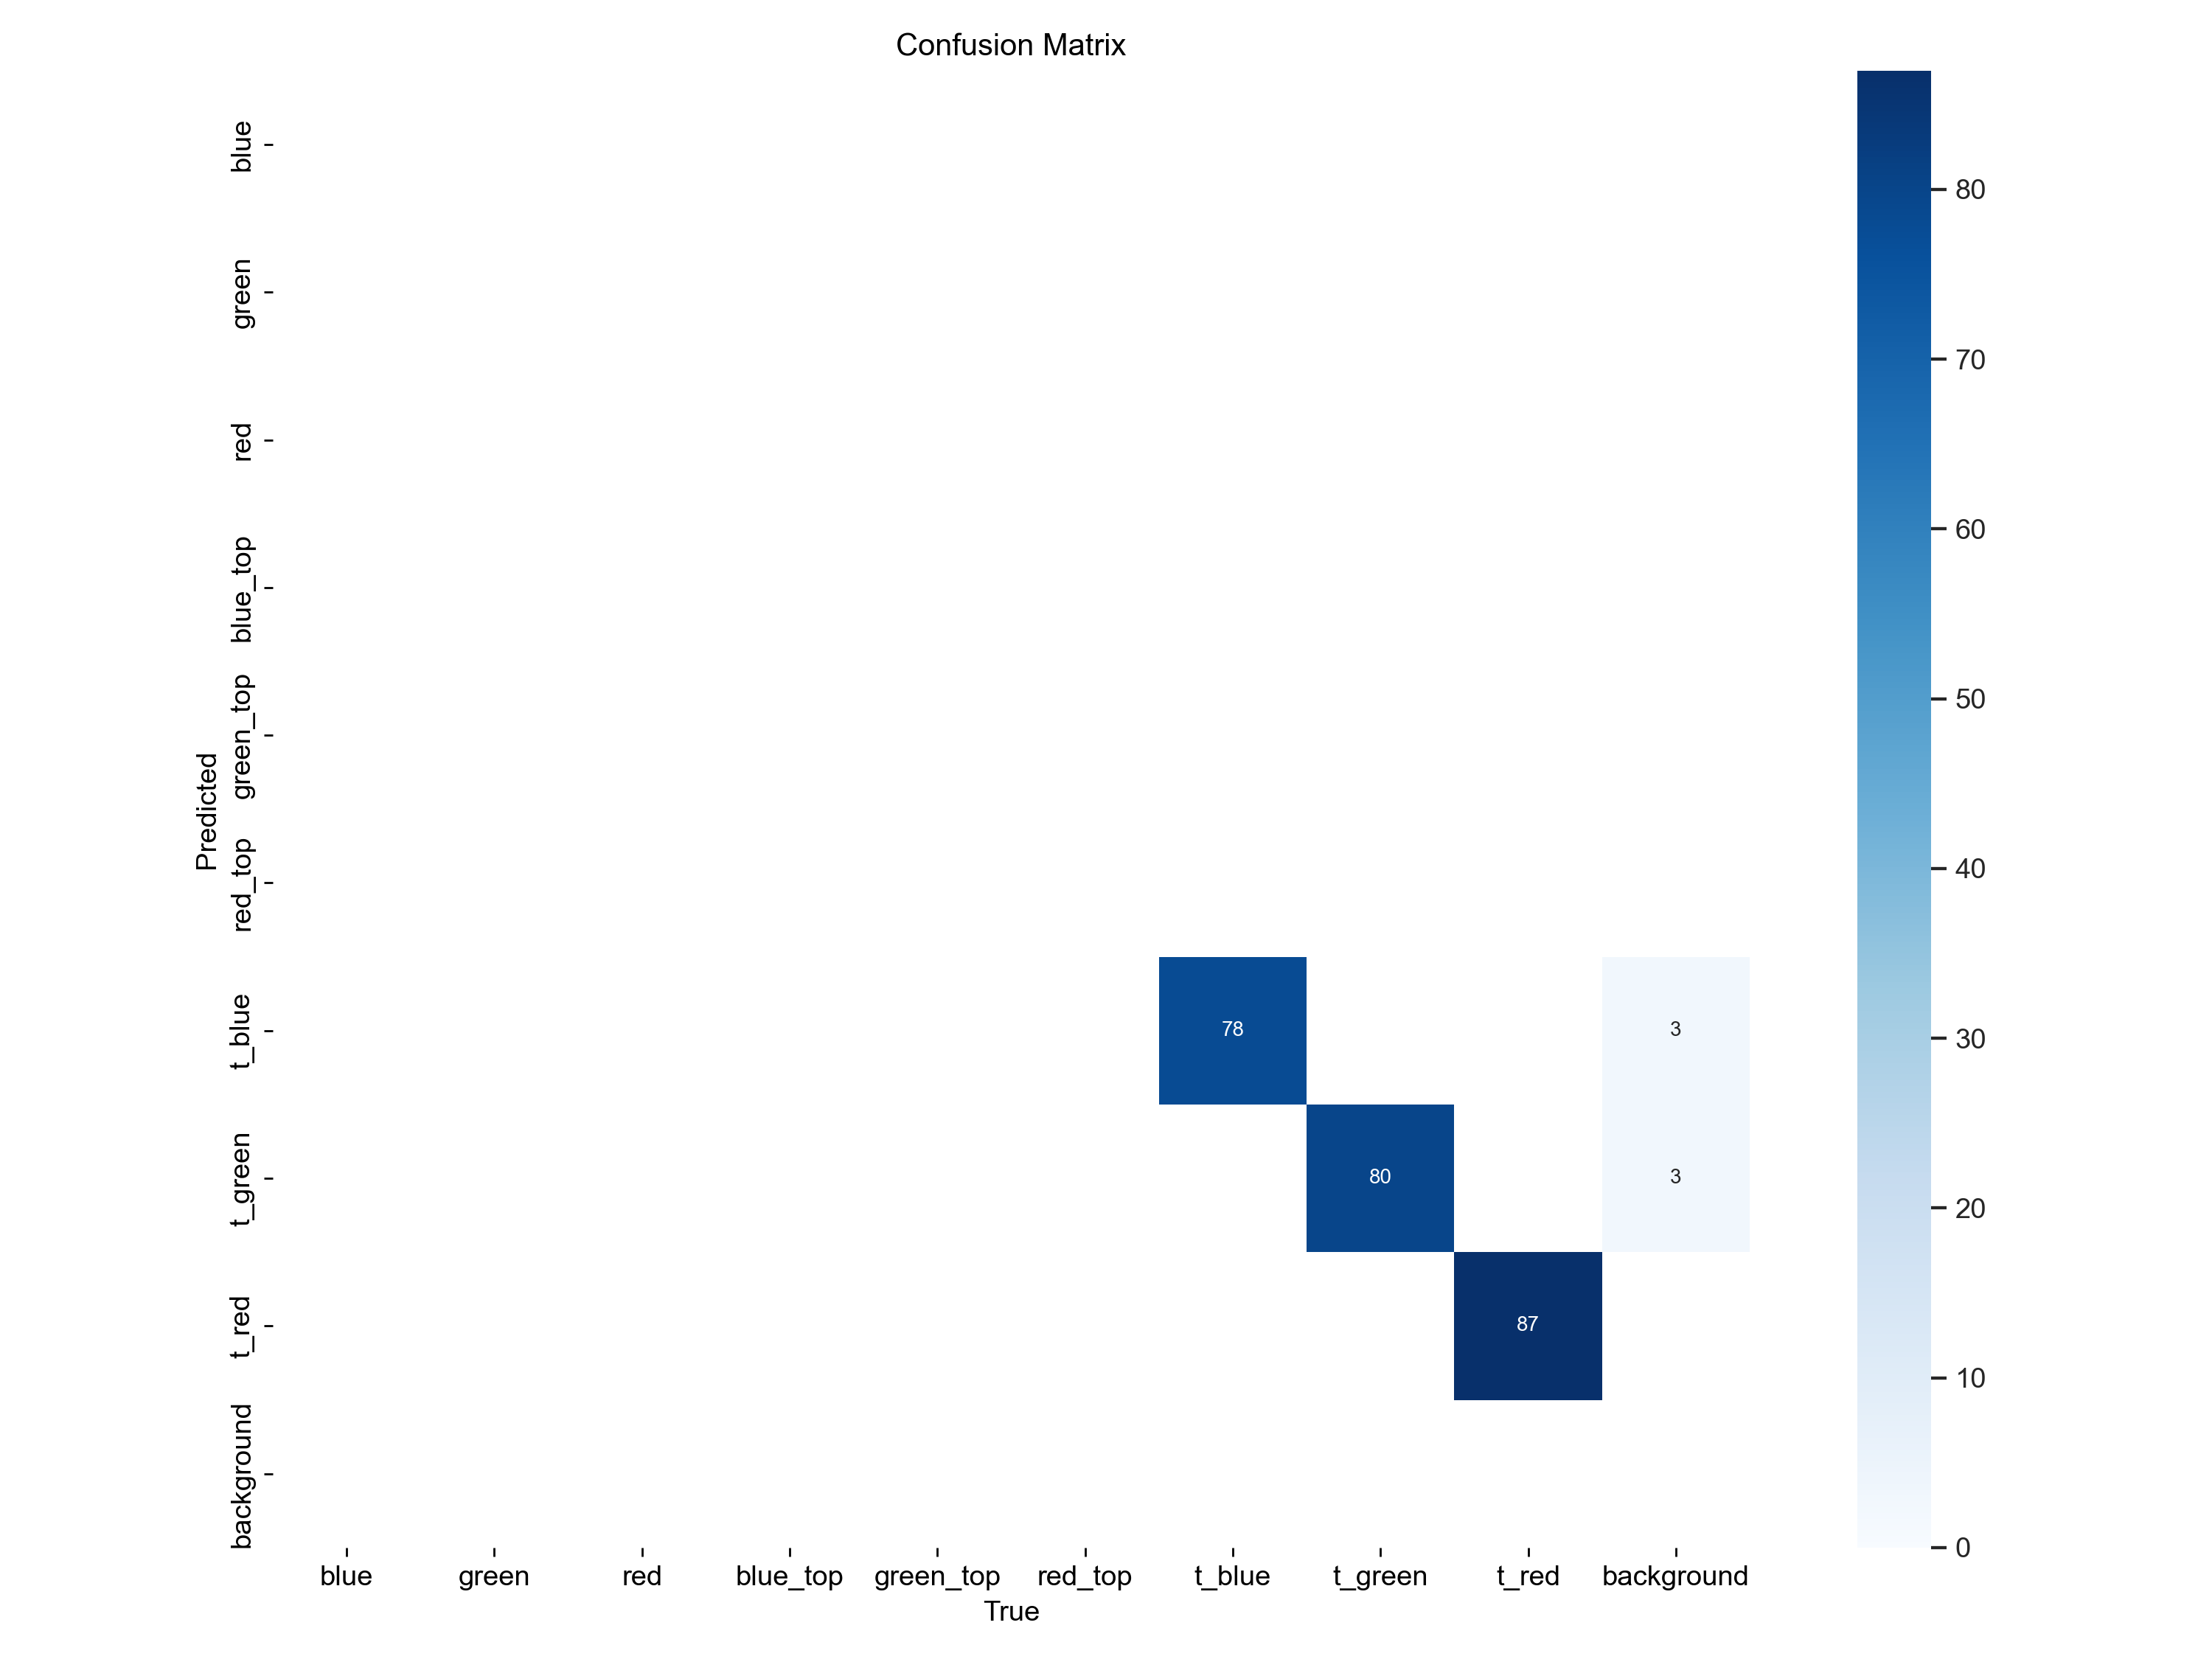 Confusion Matrix
blue
green
red
blue_top
green_top
red_top
t_blue
t_green
t_red
background
Predicted
78
3
80
3
87
blue
green
red
blue_top
green_top
red_top
t_blue
t_green
t_red
background
True
80
70
60
50
40
30
20
10
0